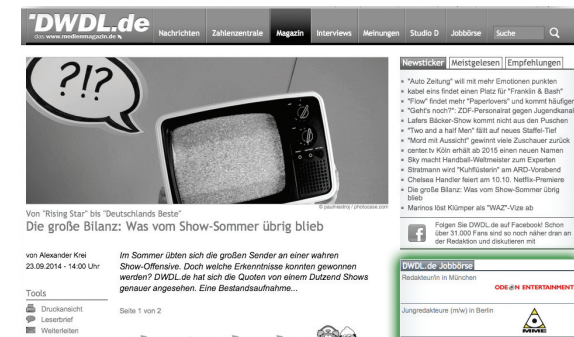 "DWDL.de
das www.medienmagazin.de
Nachrichten Zahlenzentrale Magazin Interviews Meinungen Studio D Jobbörse Suche
?!?
© paulnextroj / photocase.com
Von "Rising Star" bis "Deutschlands Beste"
Die große Bilanz: Was vom Show-Sommer übrig blieb
von Alexander Krei
23.09.2014 - 14:00 Uhr
Im Sommer übten sich die großen Sender an einer wahren
Show-Offensive. Doch welche Erkenntnisse konnten gewonnen
werden? DWDL.de hat sich die Quoten von einem Dutzend Shows
genauer angesehen. Eine Bestandsaufnahme...
Tools
Druckansicht
Leserbrief
Weiterleiten
Seite 1 von 2
Newsticker Meistgelesen Empfehlungen
"Auto Zeitung" will mit mehr Emotionen punkten
kabel eins findet einen Platz für "Franklin & Bash"
"Flow" findet mehr "Paperlovers" und kommt häufiger
"Geht's noch?": ZDF-Personalrat gegen Jugendkanal
Lafers Bäcker-Show kommt nicht aus den Puschen
"Two and a half Men" fällt auf neues Staffel-Tief
"Mord mit Aussicht" gewinnt viele Zuschauer zurück
center.tv Köln erhält ab 2015 einen neuen Namen
Sky macht Handball-Weltmeister zum Experten
Stratmann wird "Kuhflüsterin" am ARD-Vorabend
Chelsea Handler feiert am 10.10. Netflix-Premiere
Die große Bilanz: Was vom Show-Sommer übrig
blieb
Marinos löst Klümper als "WAZ"-Vize ab
Folgen Sie DWDL.de auf Facebook! Schon
über 31.000 Fans sind so noch näher dran an
der Redaktion und diskutieren mit
DWDL.de Jobbörse
Redakteur/in in München
ODEON ENTERTAINMENT
Jungredakteure (m/w) in Berlin
MME